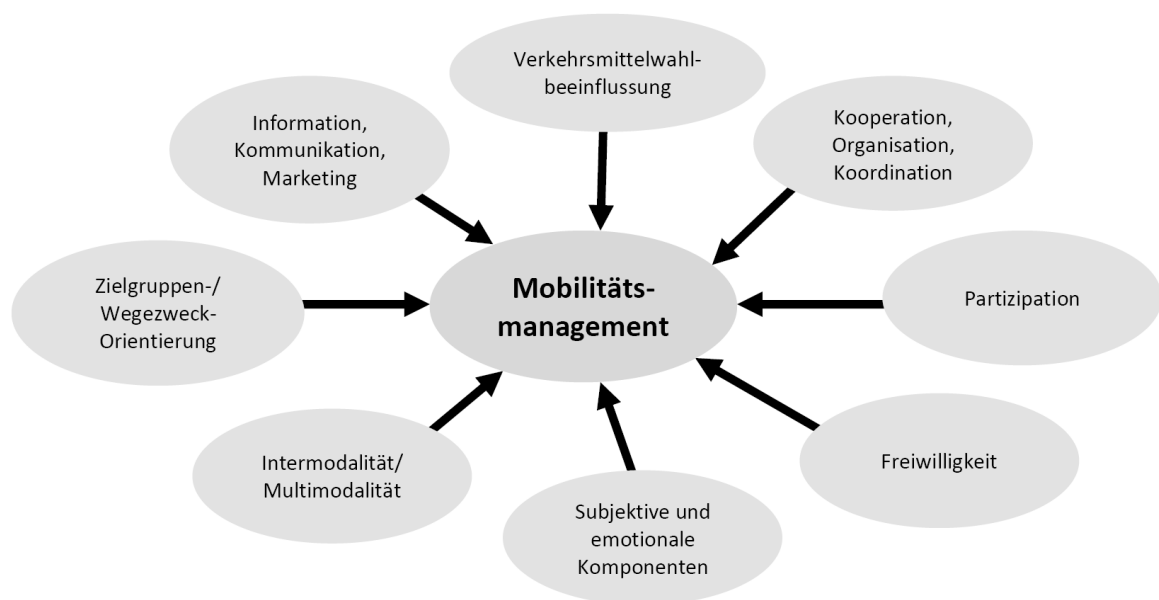 Verkehrsmittelwahl-
beeinflussung
Information,
Kommunikation,
Marketing
Kooperation,
Organisation,
Koordination
Zielgruppen-/
Wegezweck-
Orientierung
Mobilitäts-
management
Partizipation
Intermodalität/
Multimodalität
Freiwilligkeit
Subjektive und
emotionale
Komponenten